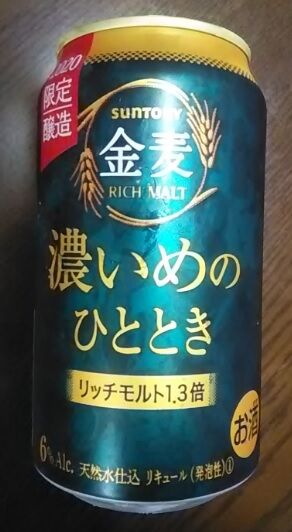 2020
限定
醸造
SUNTORY
金麦
RICH MALT
濃いめの
ひととき
リッチモルト1.3倍
お酒
6% Alc. 天然水仕込 リキュール(発泡性)①